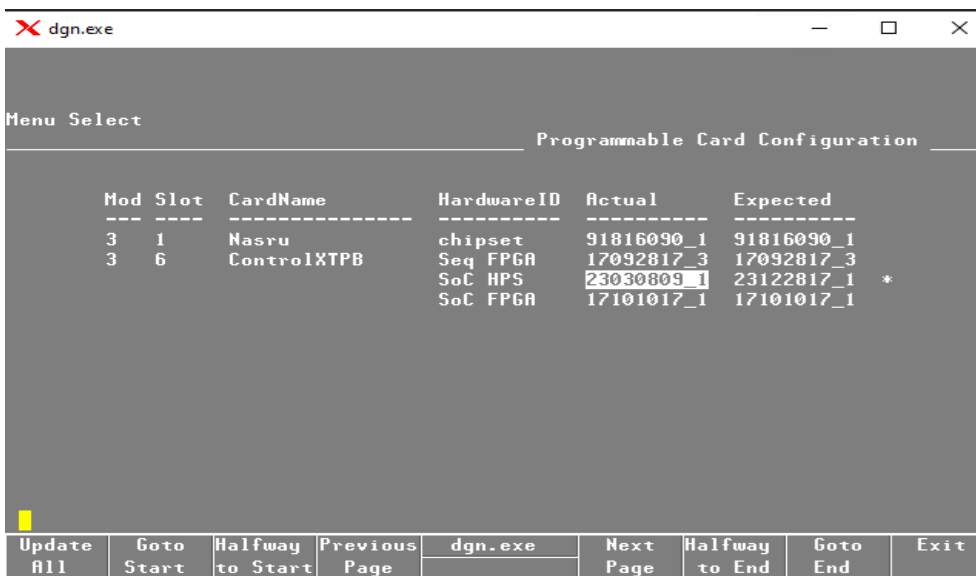 dgn.exe
Menu Select
Programmable Card Configuration
Mod Slot CardName HardwareID Actual Expected
--- ---- --------------- ---------- ---------- ----------
3 1 Nasru chipset 91816090_1 91816090_1
3 6 ControlXTPB Seq FPGA 17092817_3 17092817_3
SoC HPS 23030809_1 23122817_1 *
SoC FPGA 17101017_1 17101017_1
Update Goto Halfway Previous dgn.exe Next Halfway Goto Exit
All Start to Start Page Page to End End